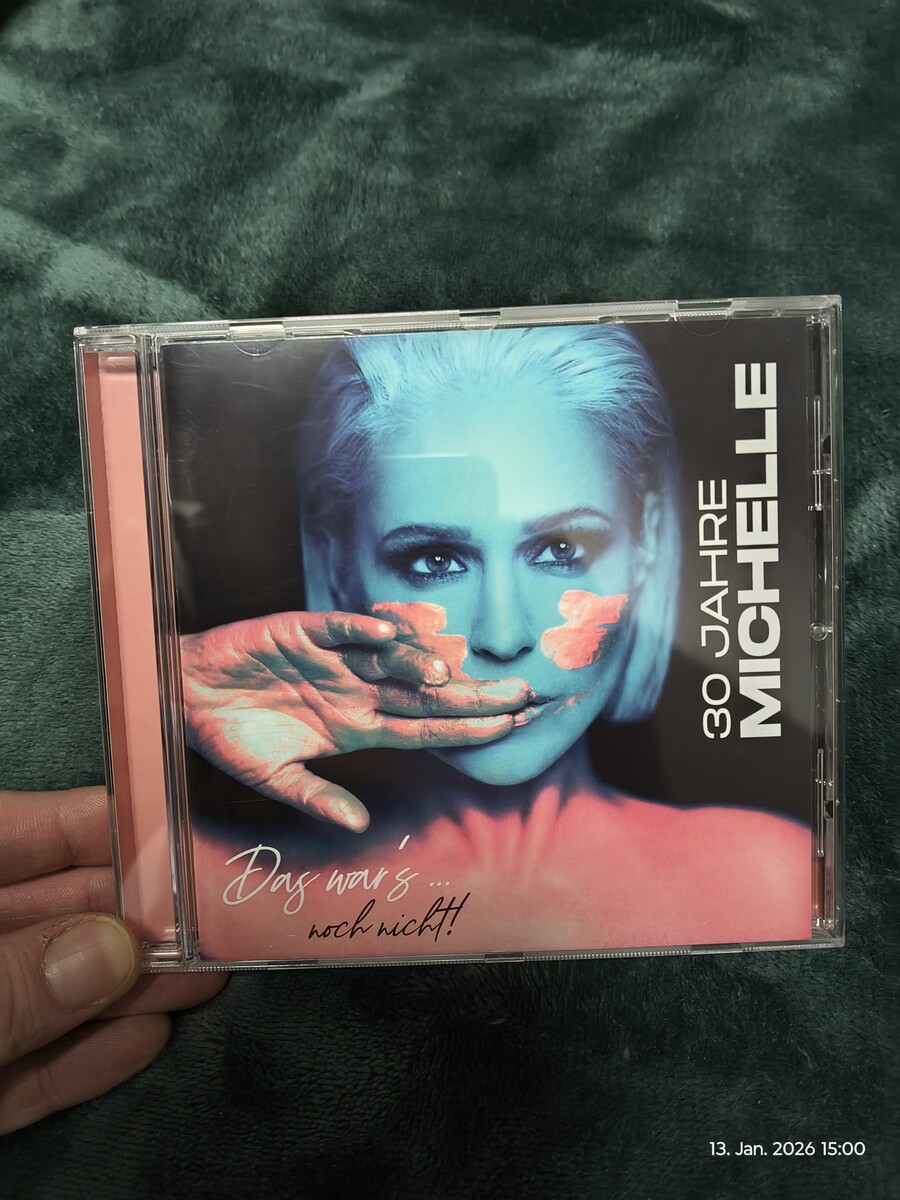 30 JAHRE
MICHELLE
Das war's ...
noch nicht!
13. Jan. 2026 15:00